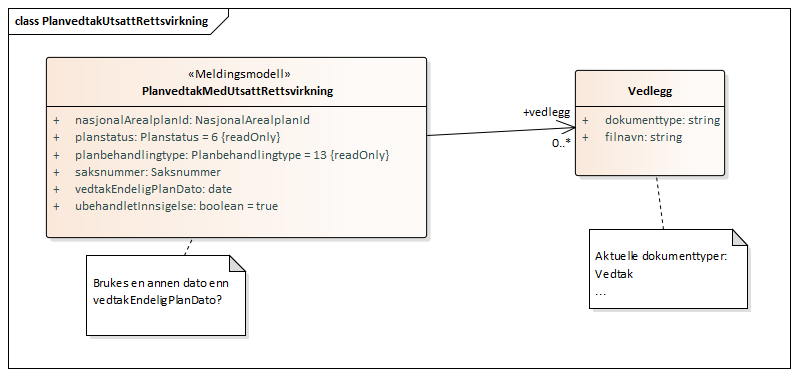 class PlanvedtakUtsattRettsvirkning
«Meldingsmodell»
PlanvedtakMedUtsattRettsvirkning
+ nasjonalArealplanId: NasjonalArealplanId
+ planstatus: Planstatus = 6 {readOnly}
+ planbehandlingtype: Planbehandlingtype = 13 {readOnly}
+ saksnummer: Saksnummer
+ vedtakEndeligPlanDato: date
+ ubehandletInnsigelse: boolean = true
+vedlegg
0..*
Vedlegg
+ dokumenttype: string
+ filnavn: string
Brukes en annen dato enn
vedtakEndeligPlanDato?
Aktuelle dokumenttyper:
Vedtak
...